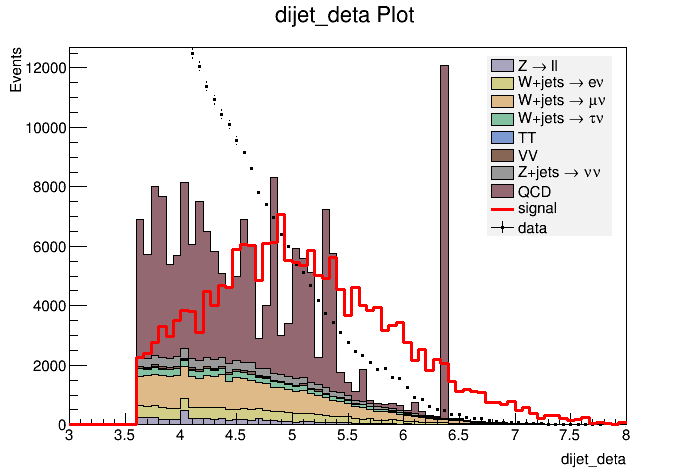 dijet_deta Plot
Events
12000
10000
8000
6000
4000
2000
0
3
3.5
4
4.5
5
5.5
6
6.5
7
7.5
8
dijet_deta
Z → ll
W+jets → eν
W+jets → μν
W+jets → τν
TT
VV
Z+jets → νν
QCD
signal
data